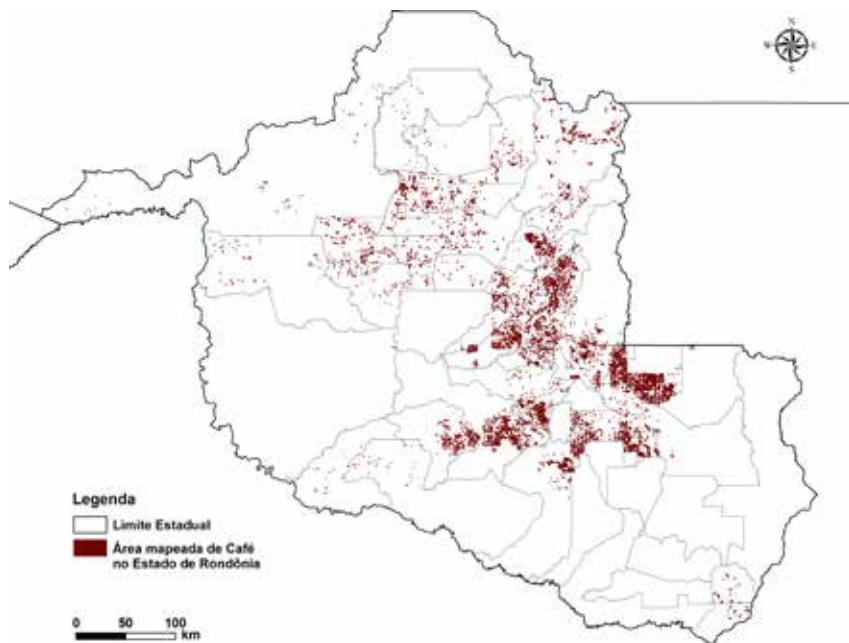 N
W E
S
Legenda
Limite Estadual
Área mapeada de Café
no Estado de Rondônia
0 50 100
km